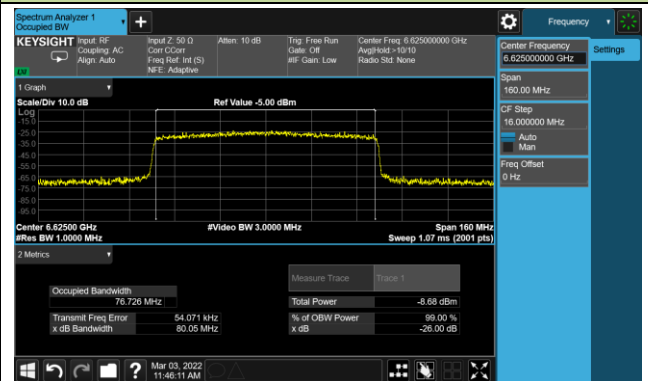 Spectrum Analyzer 1
Occupied BW
Frequency
KEYSIGHT
Input: RF
Coupling: AC
Align: Auto
Input Z: 50 Ω
Corr CCorr
Freq Ref: Int (S)
NFE: Adaptive
Atten: 10 dB
Trig: Free Run
Gate: Off
#IF Gain: Low
Center Freq: 6.625000000 GHz
Avg|Hold:>10/10
Radio Std: None
Center Frequency
6.625000000 GHz
Settings
Span
160.00 MHz
CF Step
16.000000 MHz
Auto
Man
Freq Offset
0 Hz
1 Graph
Scale/Div 10.0 dB
Ref Value -5.00 dBm
Log
-15.0
-25.0
-35.0
-45.0
-55.0
-65.0
-75.0
-85.0
-95.0
Center 6.62500 GHz
#Video BW 3.0000 MHz
Span 160 MHz
#Res BW 1.0000 MHz
Sweep 1.07 ms (2001 pts)
2 Metrics
Measure Trace
Trace 1
Occupied Bandwidth
76.726 MHz
Total Power
-8.68 dBm
Transmit Freq Error
54.071 kHz
% of OBW Power
99.00 %
x dB Bandwidth
80.05 MHz
x dB
-26.00 dB
Mar 03, 2022
11:46:11 AM